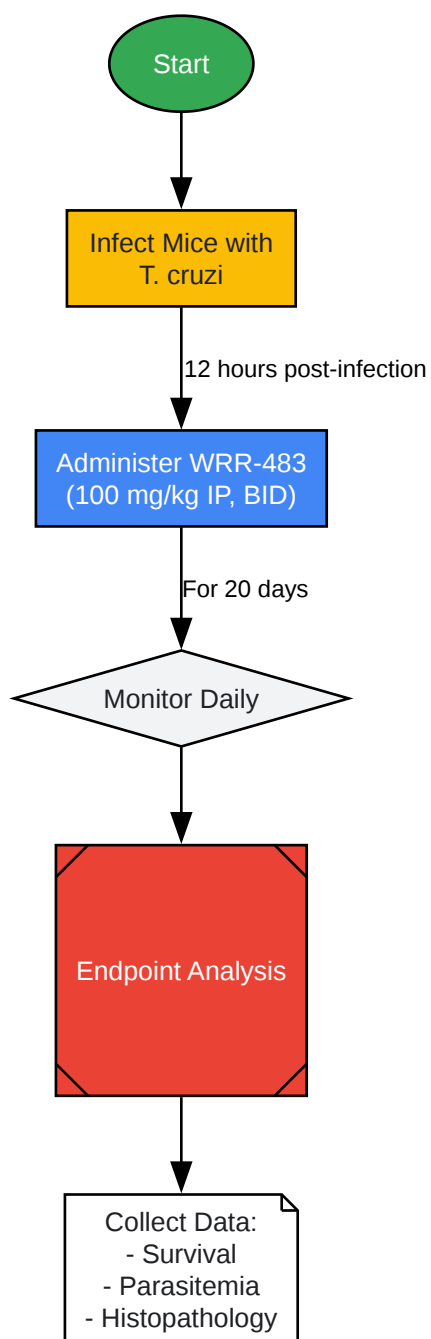 Start
Infect Mice with
T. cruzi
12 hours post-infection
Administer WRR-483
(100 mg/kg IP, BID)
For 20 days
Monitor Daily
Endpoint Analysis
Collect Data:
- Survival
- Parasitemia
- Histopathology